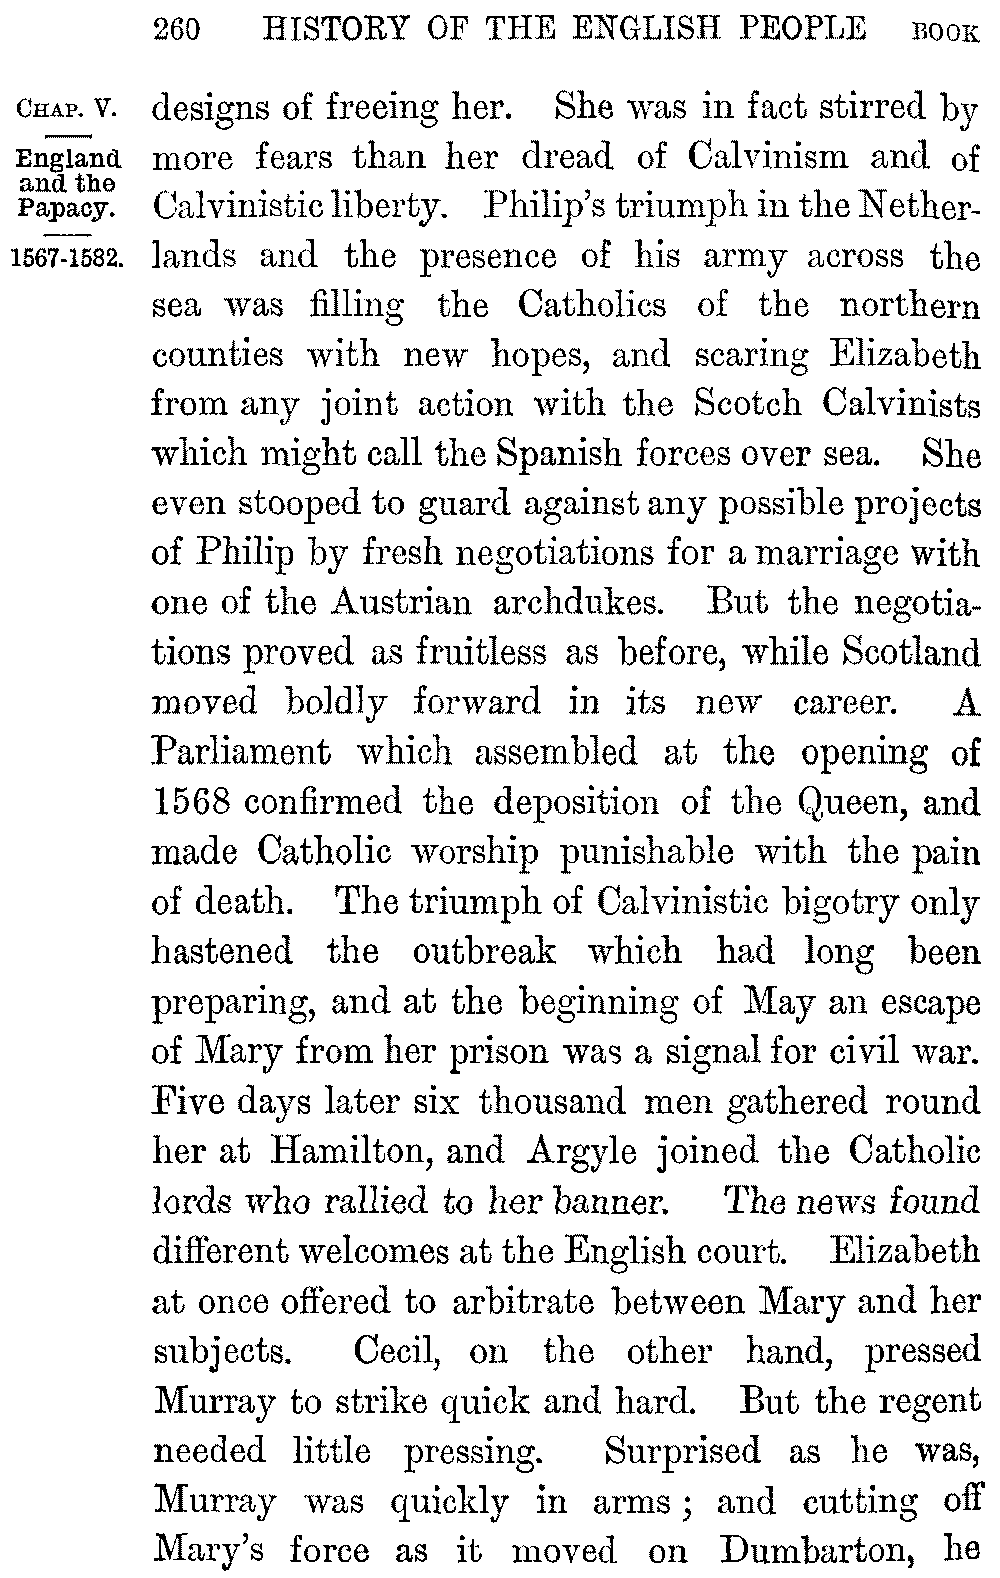 260 HISTORY OF THE ENGLISH PEOPLE BOOK
CHAP. V.
England
and the
Papacy.
1567-1582.
designs of freeing her. She was in fact stirred by
more fears than her dread of Calvinism and of
Calvinistic liberty. Philip's triumph in the Nether-
lands and the presence of his army across the
sea was filling the Catholics of the northern
counties with new hopes, and scaring Elizabeth
from any joint action with the Scotch Calvinists
which might call the Spanish forces over sea. She
even stooped to guard against any possible projects
of Philip by fresh negotiations for a marriage with
one of the Austrian archdukes. But the negotia-
tions proved as fruitless as before, while Scotland
moved boldly forward in its new career. A
Parliament which assembled at the opening of
1568 confirmed the deposition of the Queen, and
made Catholic worship punishable with the pain
of death. The triumph of Calvinistic bigotry only
hastened the outbreak which had long been
preparing, and at the beginning of May an escape
of Mary from her prison was a signal for civil war.
Five days later six thousand men gathered round
her at Hamilton, and Argyle joined the Catholic
lords who rallied to her banner. The news found
different welcomes at the English court. Elizabeth
at once offered to arbitrate between Mary and her
subjects. Cecil, on the other hand, pressed
Murray to strike quick and hard. But the regent
needed little pressing. Surprised as he was,
Murray was quickly in arms ; and cutting off
Mary's force as it moved on Dumbarton, he